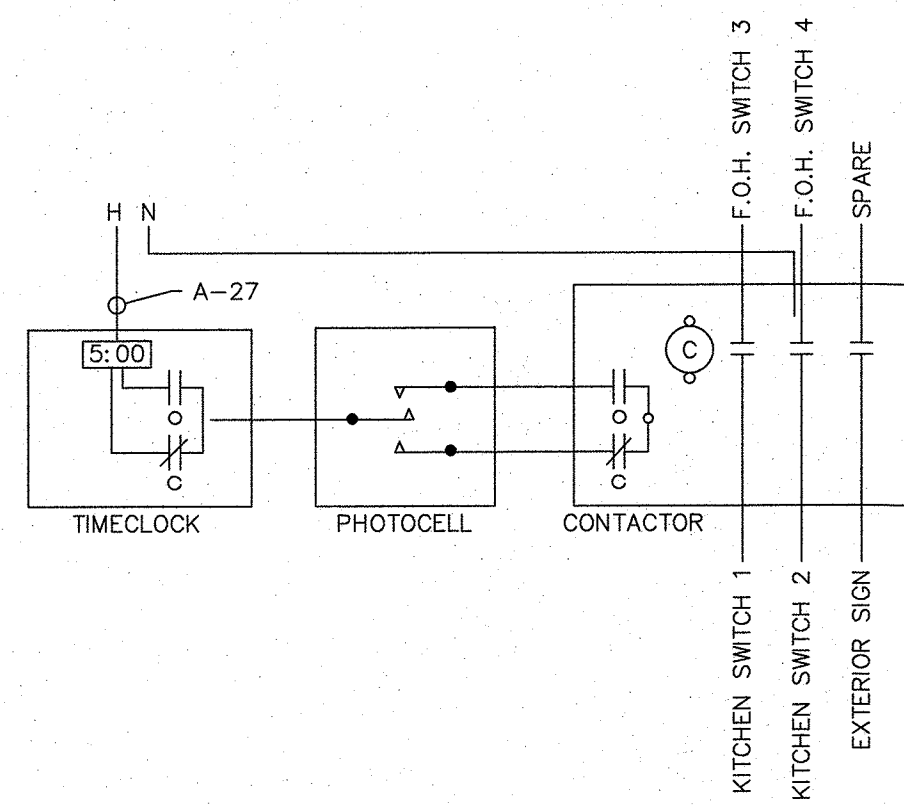 F.O.H. SWITCH 3
F.O.H. SWITCH 4
SPARE
H N
A-27
5:00
C
O
C
O
C
TIMECLOCK
PHOTOCELL
CONTACTOR
KITCHEN SWITCH 1
KITCHEN SWITCH 2
EXTERIOR SIGN